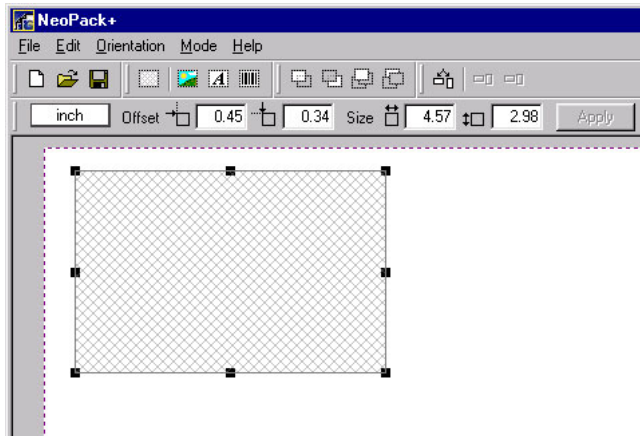 NeoPack+
File Edit Orientation Mode Help
A
inch Offset 0.45 0.34 Size 4.57 2.98 Apply